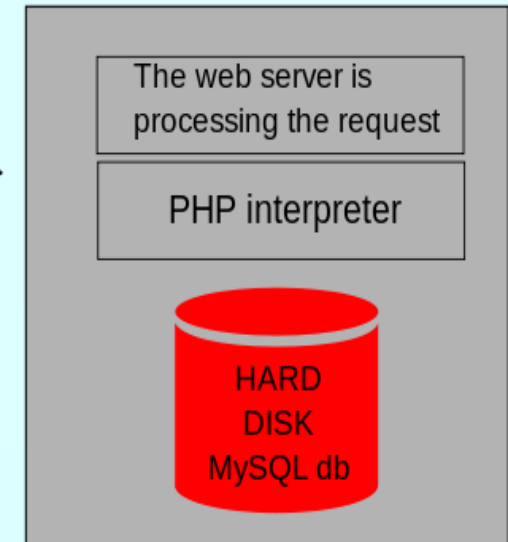 The web server is
processing the request
PHP interpreter
HARD
DISK
MySQL db